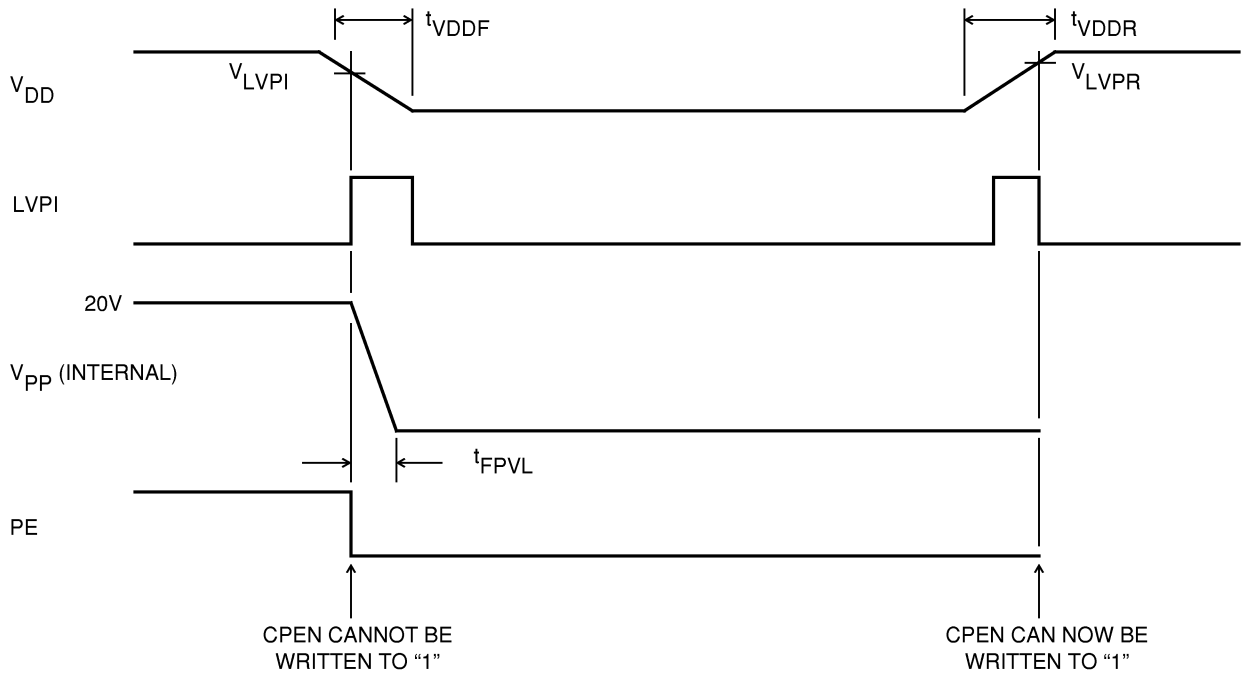 tVDDF
tVDDR
VDD
VLVPI
VLVPR
LVPI
20V
VPP (INTERNAL)
tFPVL
PE
CPEN CANNOT BE
WRITTEN TO “1”
CPEN CAN NOW BE
WRITTEN TO “1”